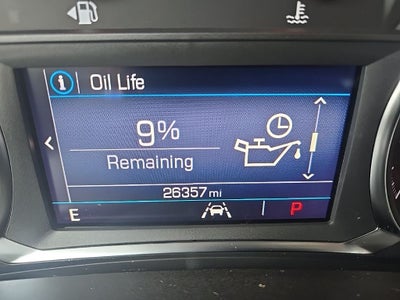 i Oil Life
9%
Remaining
26357 mi
E P